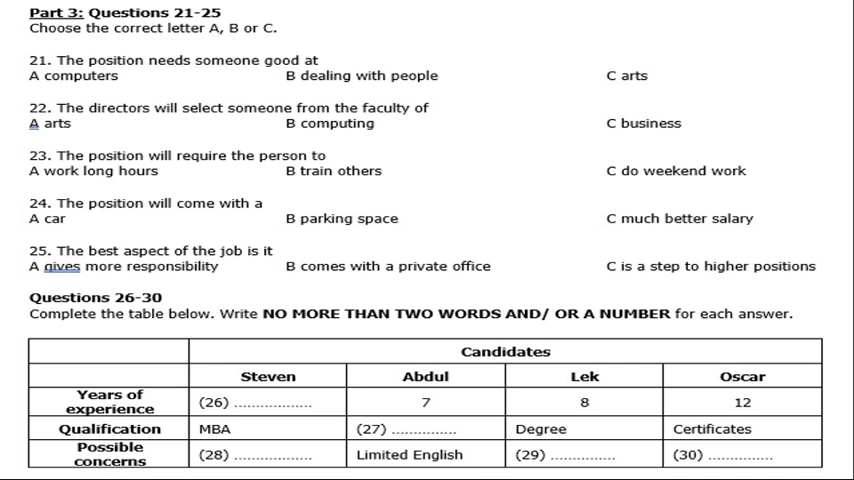 Part 3: Questions 21-25
Choose the correct letter A, B or C.
21. The position needs someone good at
A computers B dealing with people C arts
22. The directors will select someone from the faculty of
A arts B computing C business
23. The position will require the person to
A work long hours B train others C do weekend work
24. The position will come with a
A car B parking space C much better salary
25. The best aspect of the job is it
A gives more responsibility B comes with a private office C is a step to higher positions
Questions 26-30
Complete the table below. Write NO MORE THAN TWO WORDS AND/ OR A NUMBER for each answer.
Candidates
Steven Abdul Lek Oscar
Years of
experience (26) .................. 7 8 12
Qualification MBA (27) ............... Degree Certificates
Possible
concerns (28) .................. Limited English (29) ............... (30) ...............